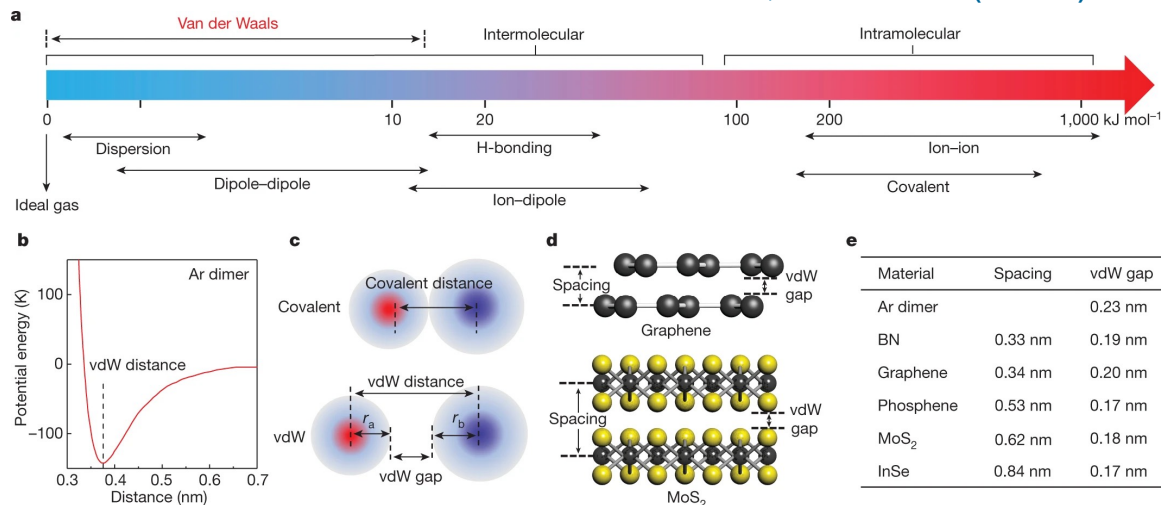 a
Van der Waals
Intermolecular
Intramolecular
0
10
20
100
200
1,000 kJ mol⁻¹
Dispersion
H-bonding
Ion–ion
Dipole–dipole
Ion–dipole
Covalent
Ideal gas
b
Ar dimer
Potential energy (K)
100
0
−100
vdW distance
0.3 0.4 0.5 0.6 0.7
Distance (nm)
c
Covalent
Covalent distance
vdW distance
vdW
rₐ
r_b
vdW gap
d
Spacing
vdW
gap
Graphene
Spacing
vdW
gap
MoS₂
e
Material Spacing vdW gap
Ar dimer 0.23 nm
BN 0.33 nm 0.19 nm
Graphene 0.34 nm 0.20 nm
Phosphene 0.53 nm 0.17 nm
MoS₂ 0.62 nm 0.18 nm
InSe 0.84 nm 0.17 nm